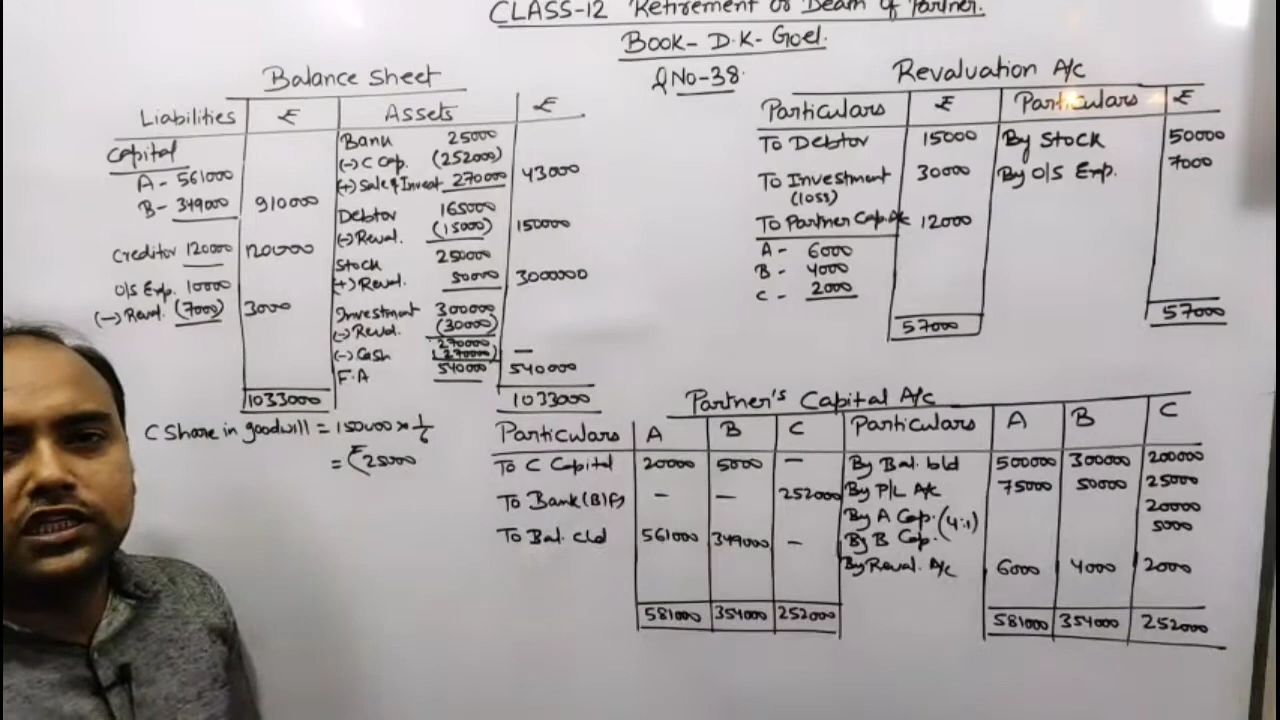 CLASS-12 Retirement or Death of Partner.
Book- D.K- Goel.
QNo-38.
Balance Sheet
Liabilities ₹ Assets ₹
Capital
A - 561000
B - 349000 910000
Creditor 120000 120000
O/S Exp. 10000
(-) Reval. (7000) 3000
1033000
Bank 25000
(-) C Cap. (252000)
(+) Sale of Invest 270000 43000
Debtor 165000
(-) Reval. (15000) 150000
Stock 250000
(+) Reval. 50000 3000000
Investment 300000
(-) Reval (30000)
270000
(-) Cash (270000) —
F.A 540000 540000
1033000
C Share in goodwill = 150000 × 1/6
= ₹25000
Revaluation A/c
Particulars ₹ Particulars ₹
To Debtor 15000 By Stock 50000
To Investment 30000 By O/S Exp. 7000
(loss)
To Partner Cap. A/c 12000
A - 6000
B - 4000
C - 2000
57000 57000
Partner's Capital A/c
Particulars A B C Particulars A B C
To C Capital 20000 5000 — By Bal. b/d 500000 300000 200000
To Bank (B/F) — — 252000 By P/L A/c 75000 50000 25000
By A Cap. (4:1) 20000
To Bal. c/d 561000 349000 — By B Cap. 5000
By Reval. A/c 6000 4000 2000
581000 354000 252000 581000 354000 252000